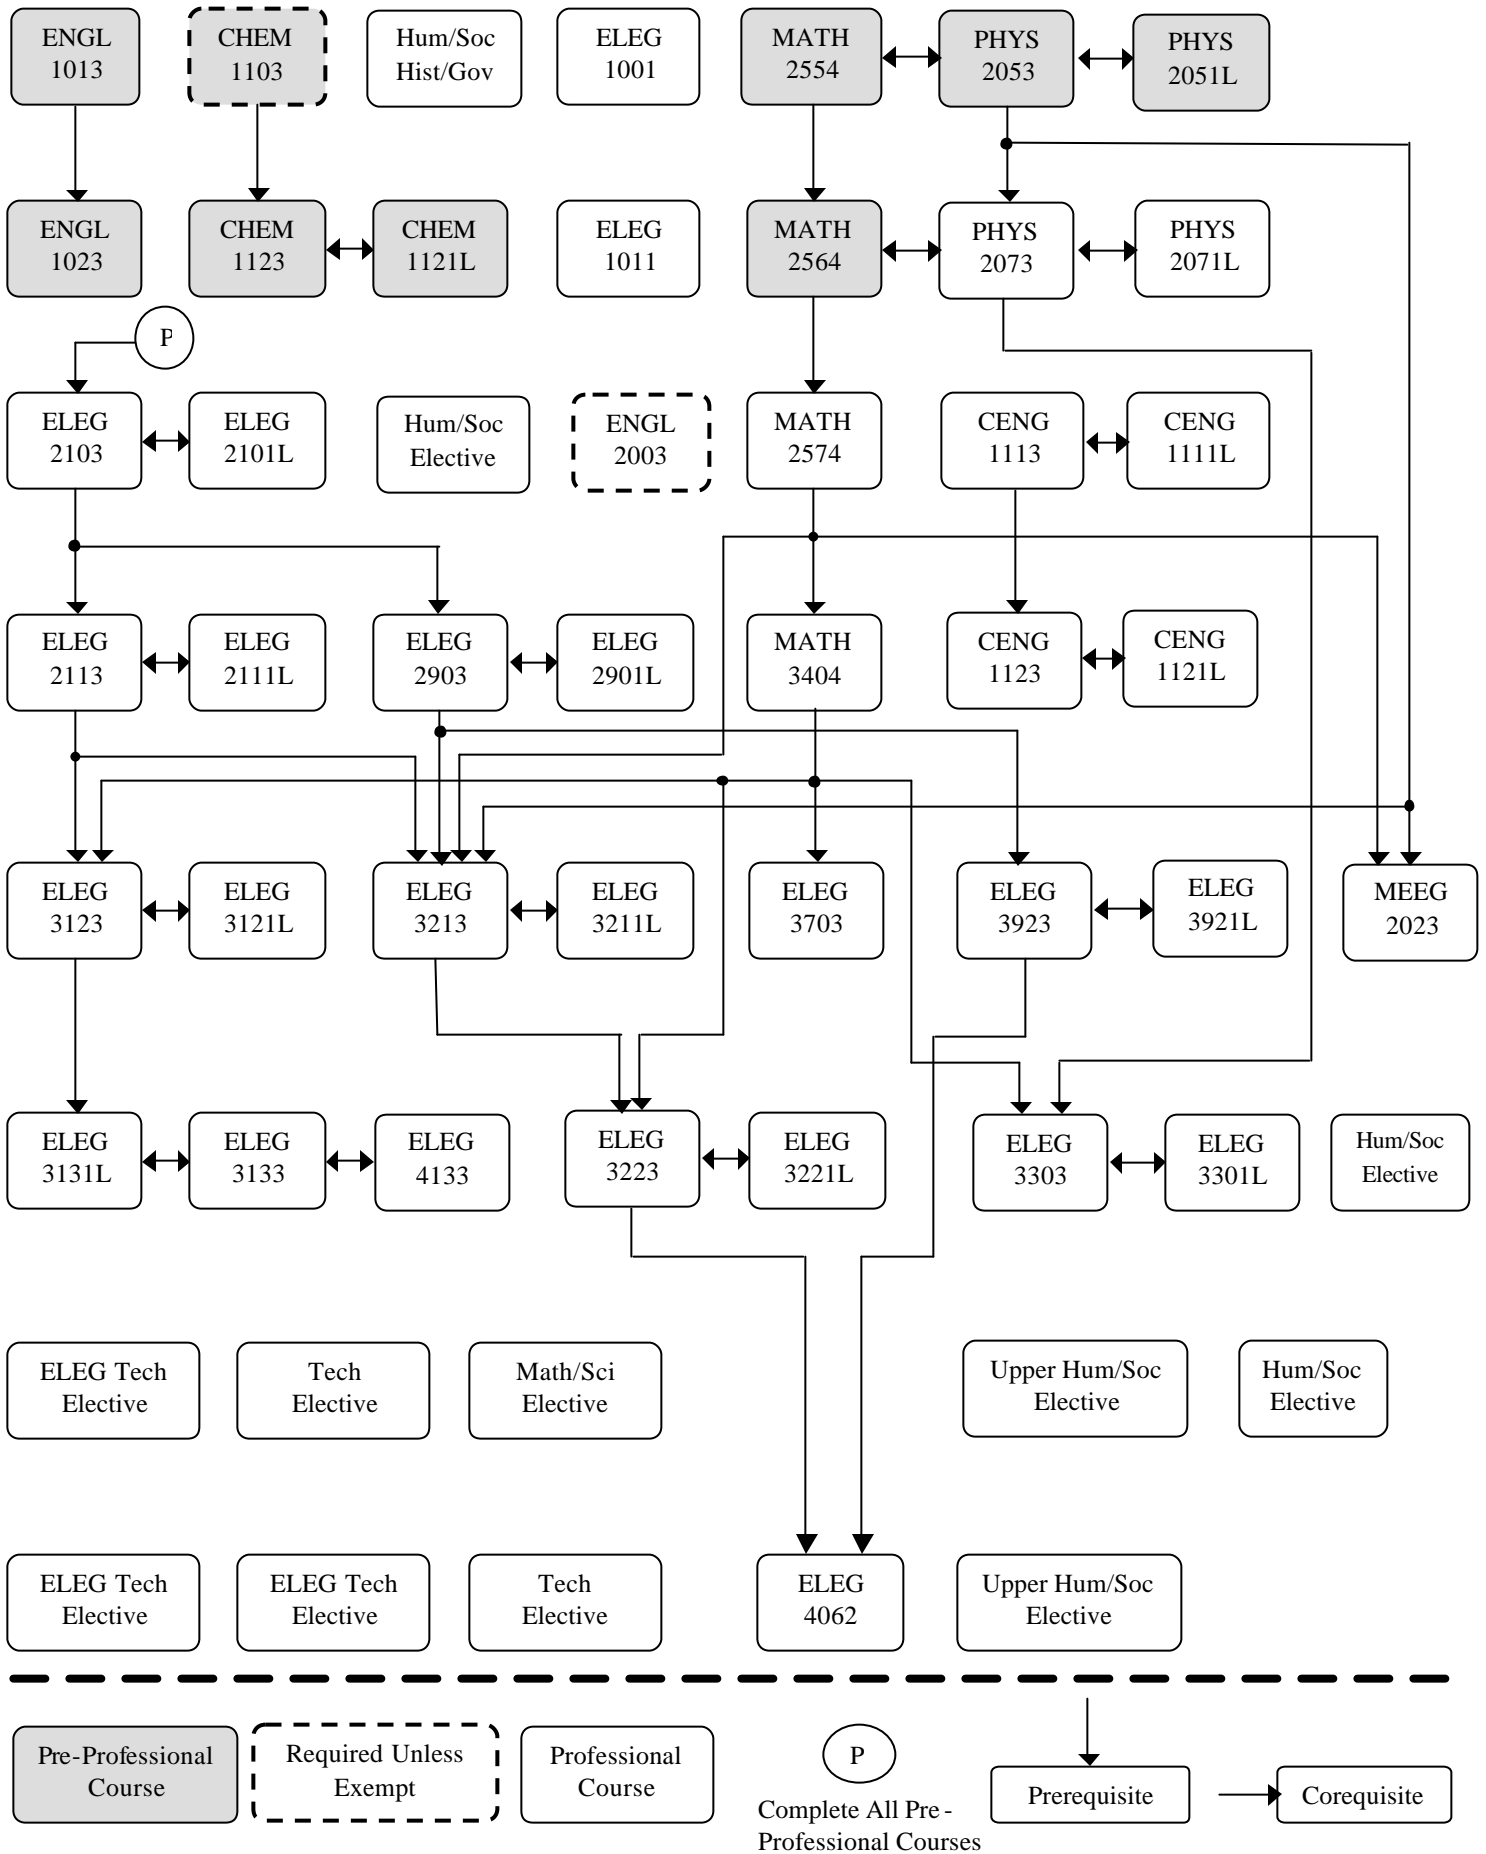 ENGL
1013
CHEM
1103
Hum/Soc
Hist/Gov
ELEG
1001
MATH
2554
PHYS
2053
PHYS
2051L
ENGL
1023
CHEM
1123
CHEM
1121L
ELEG
1011
MATH
2564
PHYS
2073
PHYS
2071L
P
ELEG
2103
ELEG
2101L
Hum/Soc
Elective
ENGL
2003
MATH
2574
CENG
1113
CENG
1111L
ELEG
2113
ELEG
2111L
ELEG
2903
ELEG
2901L
MATH
3404
CENG
1123
CENG
1121L
ELEG
3123
ELEG
3121L
ELEG
3213
ELEG
3211L
ELEG
3703
ELEG
3923
ELEG
3921L
MEEG
2023
ELEG
3131L
ELEG
3133
ELEG
4133
ELEG
3223
ELEG
3221L
ELEG
3303
ELEG
3301L
Hum/Soc
Elective
ELEG Tech
Elective
Tech
Elective
Math/Sci
Elective
Upper Hum/Soc
Elective
Hum/Soc
Elective
ELEG Tech
Elective
ELEG Tech
Elective
Tech
Elective
ELEG
4062
Upper Hum/Soc
Elective
Pre-Professional
Course
Required Unless
Exempt
Professional
Course
P
Complete All Pre -
Professional Courses
Prerequisite
Corequisite